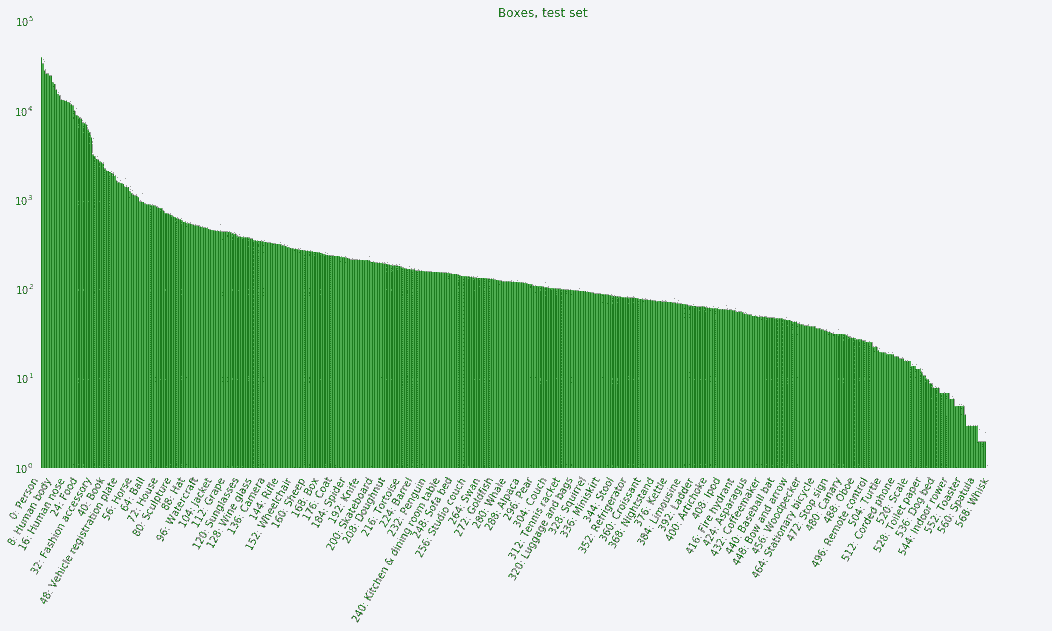 Boxes, test set
10^5
10^4
10^3
10^2
10^1
10^0
0: Person
8: Human body
16: Human nose
24: Food
32: Fashion accessory
40: Book
48: Vehicle registration plate
56: Horse
64: Ball
72: House
80: Sculpture
88: Hat
96: Watercraft
104: Jacket
112: Grape
120: Sunglasses
128: Wine glass
136: Camera
144: Rifle
152: Wheelchair
160: Sheep
168: Box
176: Coat
184: Spider
192: Knife
200: Skateboard
208: Doughnut
216: Tortoise
224: Barrel
232: Penguin
240: Kitchen & dining room table
248: Sofa bed
256: Studio couch
264: Swan
272: Goldfish
280: Whale
288: Alpaca
296: Pear
304: Couch
312: Tennis racket
320: Luggage and bags
328: Squirrel
336: Miniskirt
344: Stool
352: Refrigerator
360: Croissant
368: Nightstand
376: Kettle
384: Limousine
392: Ladder
400: Artichoke
408: Ipod
416: Fire hydrant
424: Asparagus
432: Coffeemaker
440: Baseball bat
448: Bow and arrow
456: Woodpecker
464: Stationary bicycle
472: Stop sign
480: Canary
488: Oboe
496: Remote control
504: Turtle
512: Corded phone
520: Scale
528: Toilet paper
536: Dog bed
544: Indoor rower
552: Toaster
560: Spatula
568: Whisk